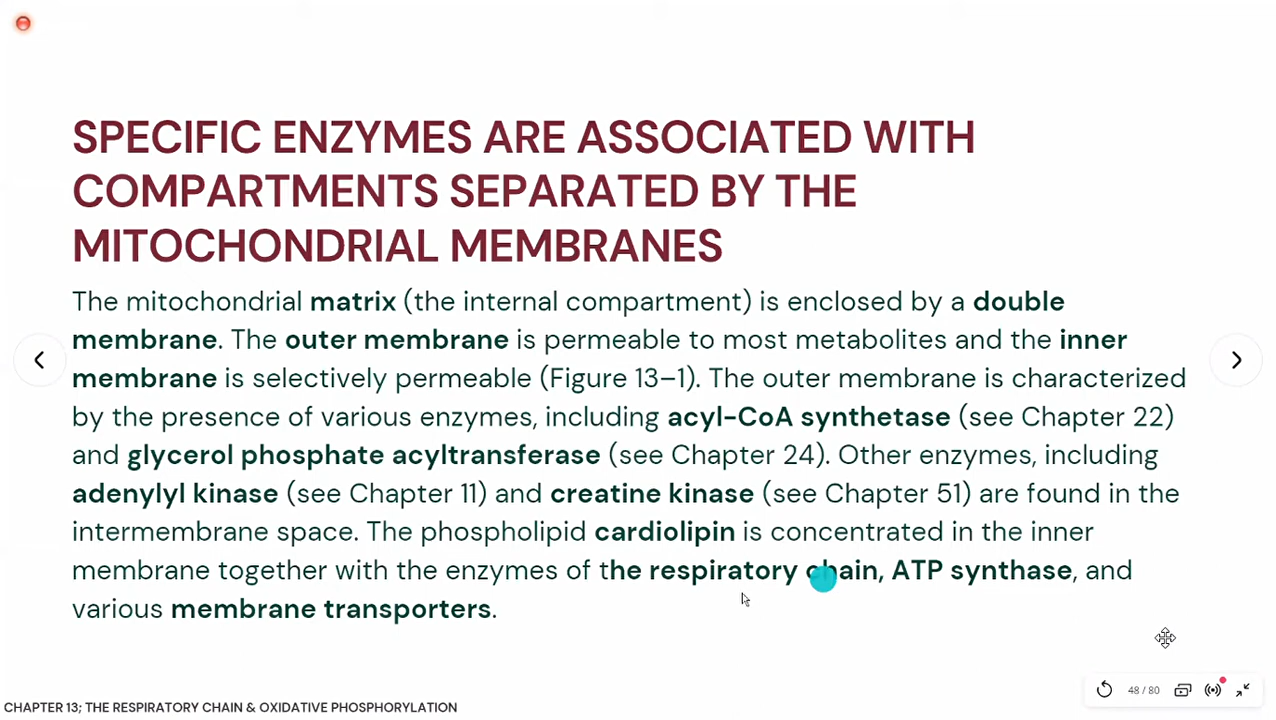 SPECIFIC ENZYMES ARE ASSOCIATED WITH
COMPARTMENTS SEPARATED BY THE
MITOCHONDRIAL MEMBRANES
The mitochondrial matrix (the internal compartment) is enclosed by a double
membrane. The outer membrane is permeable to most metabolites and the inner
membrane is selectively permeable (Figure 13–1). The outer membrane is characterized
by the presence of various enzymes, including acyl-CoA synthetase (see Chapter 22)
and glycerol phosphate acyltransferase (see Chapter 24). Other enzymes, including
adenylyl kinase (see Chapter 11) and creatine kinase (see Chapter 51) are found in the
intermembrane space. The phospholipid cardiolipin is concentrated in the inner
membrane together with the enzymes of the respiratory chain, ATP synthase, and
various membrane transporters.
48 / 80
CHAPTER 13; THE RESPIRATORY CHAIN & OXIDATIVE PHOSPHORYLATION